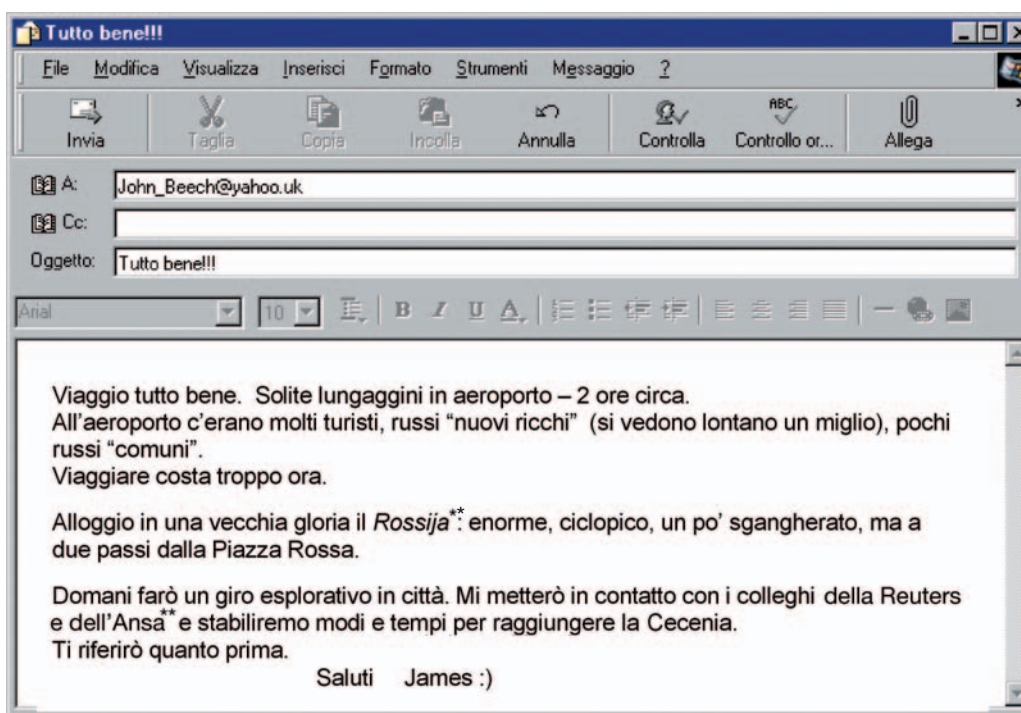 Tutto bene!!!
File Modifica Visualizza Inserisci Formato Strumenti Messaggio ?
Invia Taglia Copia Incolla Annulla Controlla ABC Controllo or... Allega
A: John_Beech@yahoo.uk
Cc:
Oggetto: Tutto bene!!!
Arial 10 B I U A
Viaggio tutto bene. Solite lungaggini in aeroporto – 2 ore circa.
All'aeroporto c'erano molti turisti, russi “nuovi ricchi” (si vedono lontano un miglio), pochi
russi “comuni”.
Viaggiare costa troppo ora.
Alloggio in una vecchia gloria il Rossija**: enorme, ciclopico, un po' sgangherato, ma a
due passi dalla Piazza Rossa.
Domani farò un giro esplorativo in città. Mi metterò in contatto con i colleghi della Reuters
e dell'Ansa** e stabiliremo modi e tempi per raggiungere la Cecenia.
Ti riferirò quanto prima.
Saluti James :)